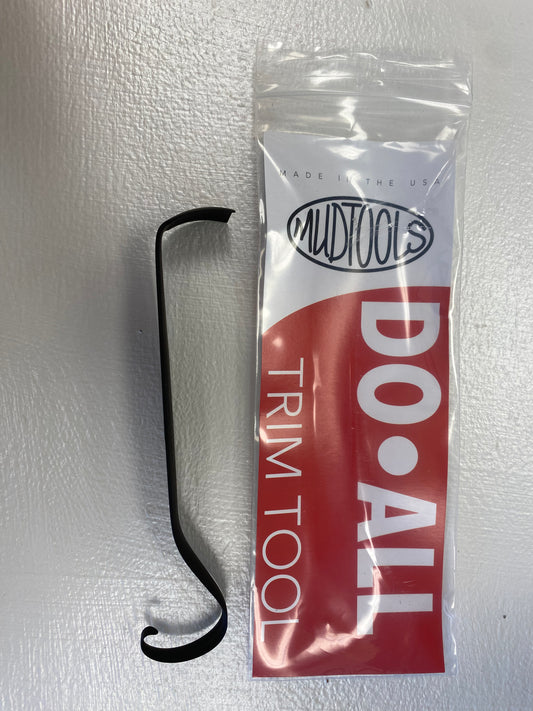 MADE IN THE USA
MUDTOOLS
DO•ALL
TRIM TOOL